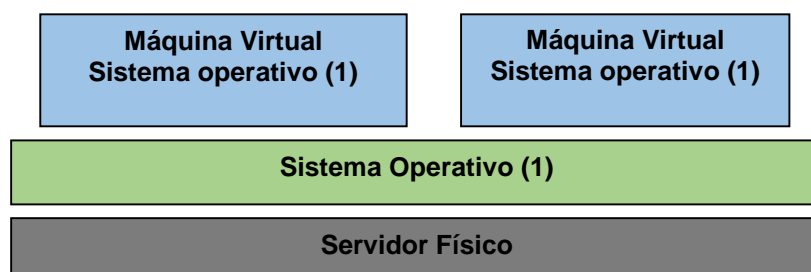 Máquina Virtual
Sistema operativo (1)
Máquina Virtual
Sistema operativo (1)
Sistema Operativo (1)
Servidor Físico